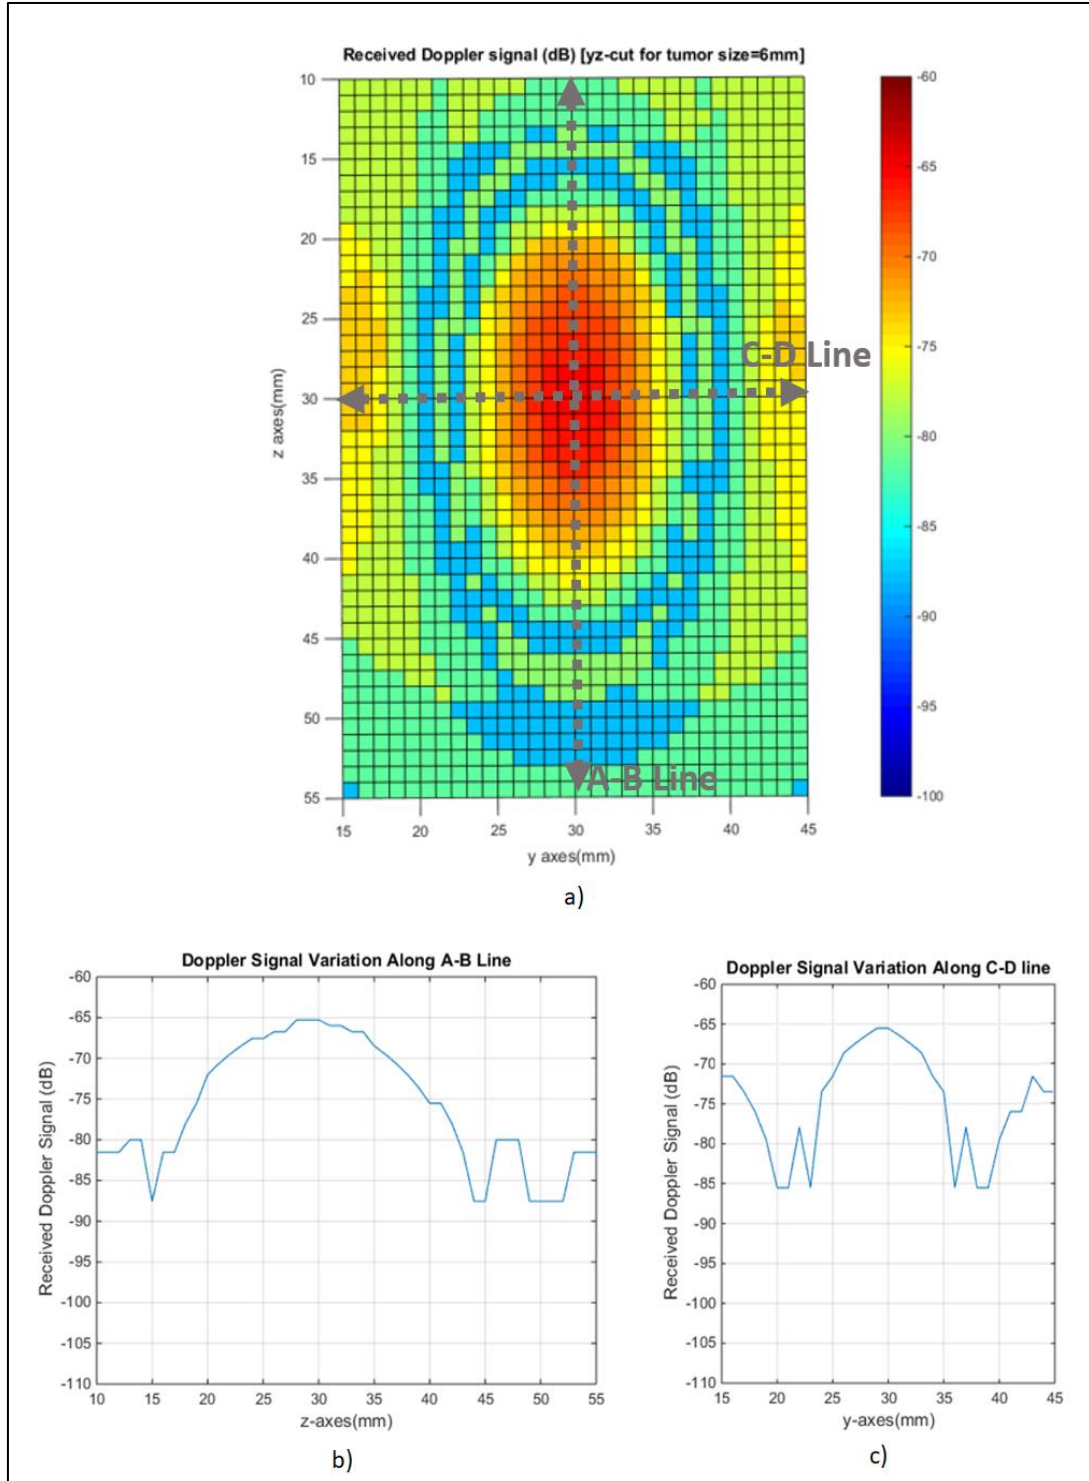 Received Doppler signal (dB) [yz-cut for tumor size=6mm]
10
15
20
25
30
35
40
45
50
55
z axes(mm)
15 20 25 30 35 40 45
y axes(mm)
C-D Line
A-B Line
-60
-65
-70
-75
-80
-85
-90
-95
-100
a)
Doppler Signal Variation Along A-B Line
Received Doppler Signal (dB)
-60
-65
-70
-75
-80
-85
-90
-95
-100
-105
-110
10 15 20 25 30 35 40 45 50 55
z-axes(mm)
b)
Doppler Signal Variation Along C-D line
Received Doppler Signal (dB)
-60
-65
-70
-75
-80
-85
-90
-95
-100
-105
-110
15 20 25 30 35 40 45
y-axes(mm)
c)